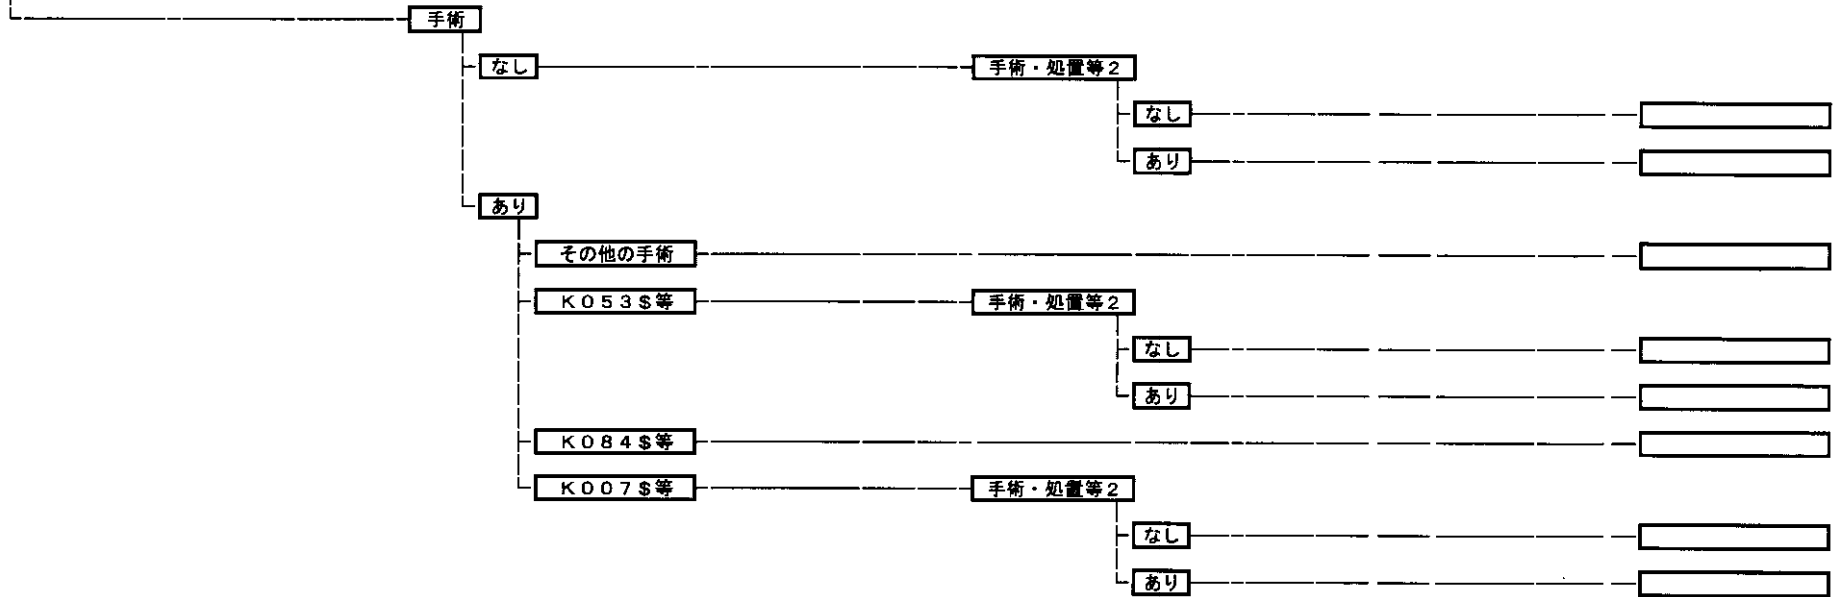 手術
なし
手術・処置等2
なし
あり
あり
その他の手術
K053$等
手術・処置等2
なし
あり
K084$等
K007$等
手術・処置等2
なし
あり